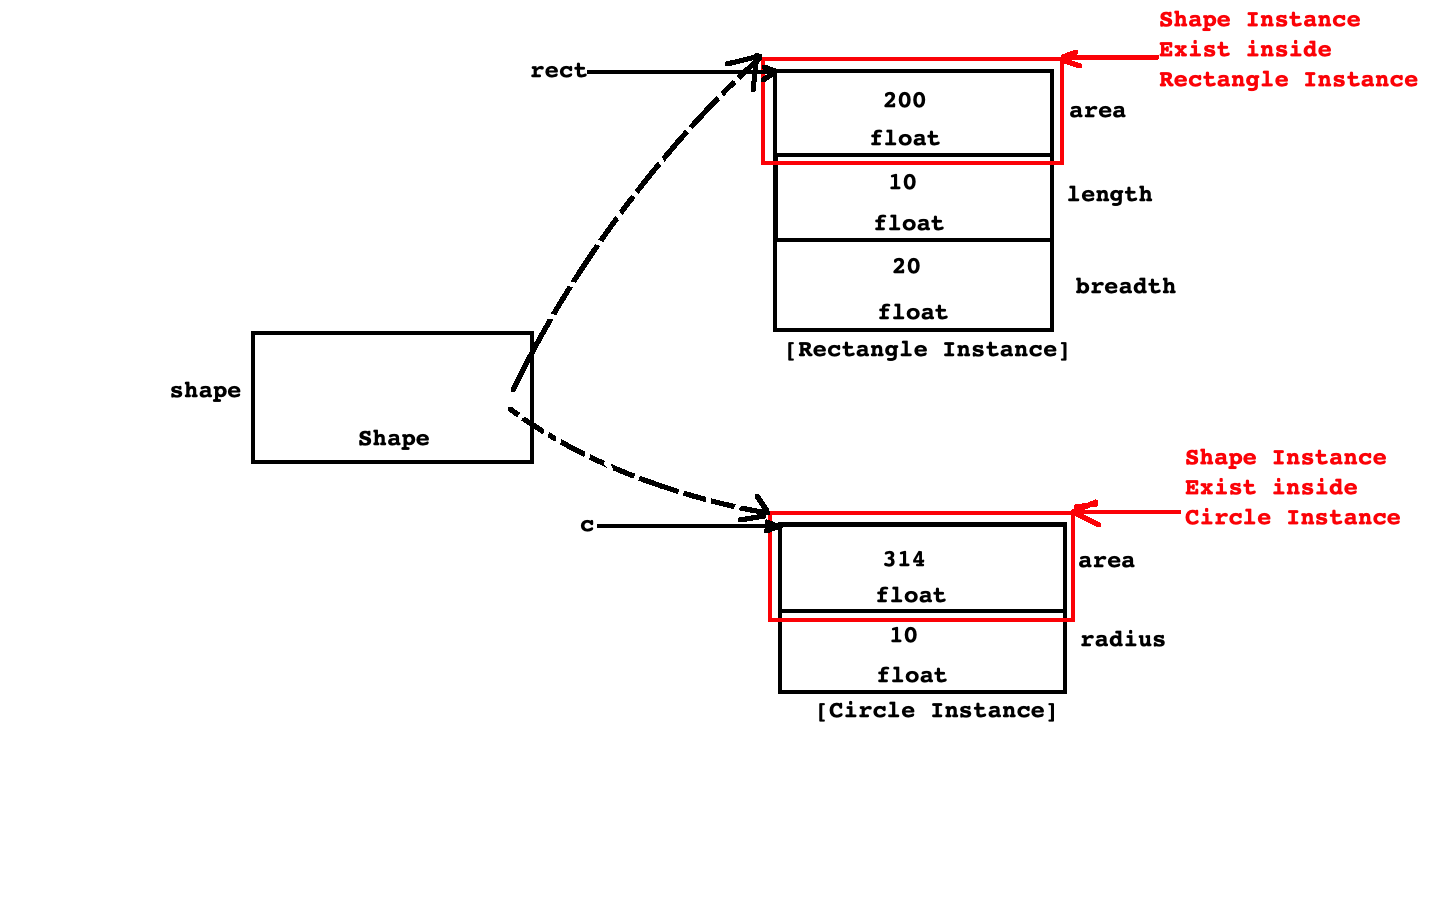 Shape Instance
Exist inside
Rectangle Instance
rect
200
float
area
10
float
length
20
float
breadth
[Rectangle Instance]
shape
Shape
Shape Instance
Exist inside
Circle Instance
c
314
float
area
10
float
radius
[Circle Instance]